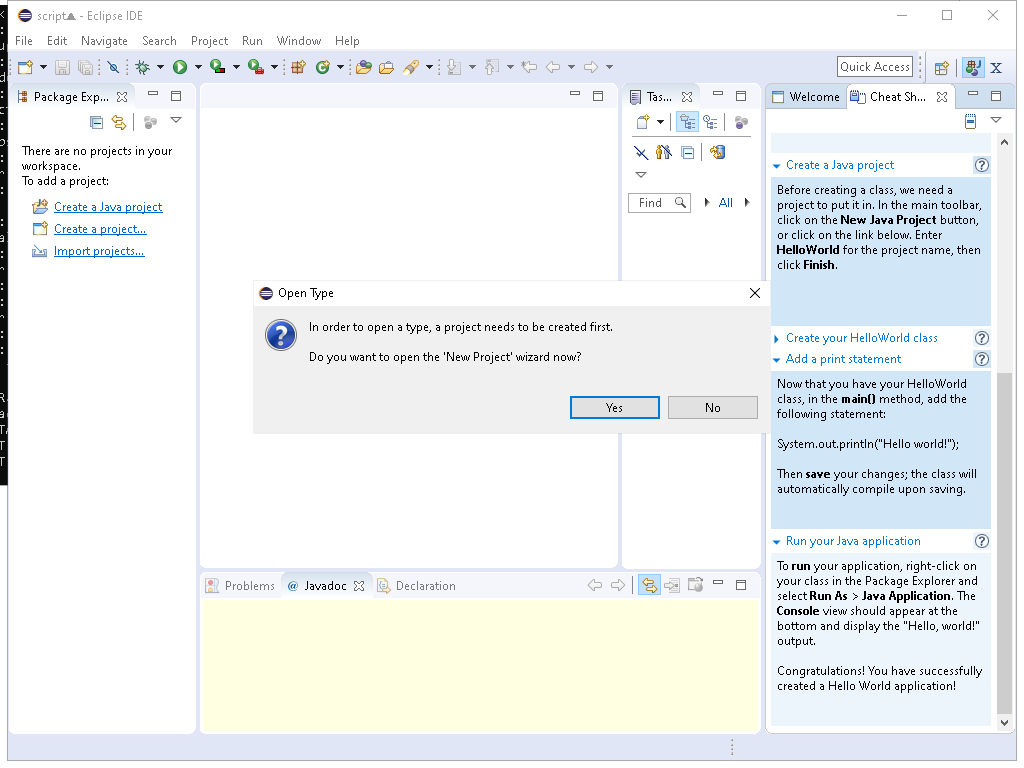 script - Eclipse IDE
File Edit Navigate Search Project Run Window Help
Quick Access
Package Exp...
There are no projects in your
workspace.
To add a project:
Create a Java project
Create a project...
Import projects...
Tas...
Find
All
Welcome
Cheat Sh...
Create a Java project
Before creating a class, we need a
project to put it in. In the main toolbar,
click on the New Java Project button,
or click on the link below. Enter
HelloWorld for the project name, then
click Finish.
Create your HelloWorld class
Add a print statement
Now that you have your HelloWorld
class, in the main() method, add the
following statement:
System.out.println("Hello world!");
Then save your changes; the class will
automatically compile upon saving.
Run your Java application
To run your application, right-click on
your class in the Package Explorer and
select Run As > Java Application. The
Console view should appear at the
bottom and display the "Hello, world!"
output.
Congratulations! You have successfully
created a Hello World application!
Open Type
In order to open a type, a project needs to be created first.
Do you want to open the 'New Project' wizard now?
Yes
No
Problems
@ Javadoc
Declaration